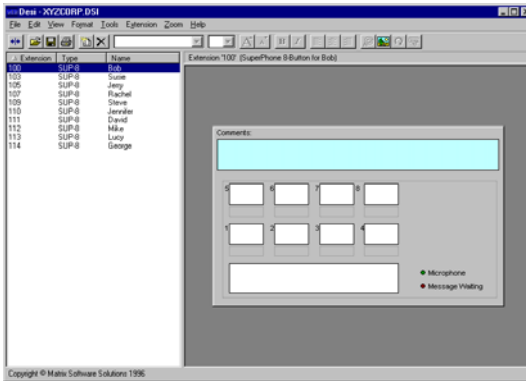 Desi - XYZCORP.DSI
File Edit View Format Tools Extension Zoom Help
Extension Type Name
100 SUP-8 Bob
103 SUP-8 Susie
105 SUP-8 Jerry
107 SUP-8 Rachel
109 SUP-8 Steve
110 SUP-8 Jennifer
111 SUP-8 David
112 SUP-8 Mike
113 SUP-8 Lucy
114 SUP-8 George
Extension '100' (SuperPhone 8-Button for Bob)
Comments:
5 6 7 8
1 2 3 4
Microphone
Message Waiting
Copyright © Matrix Software Solutions 1996